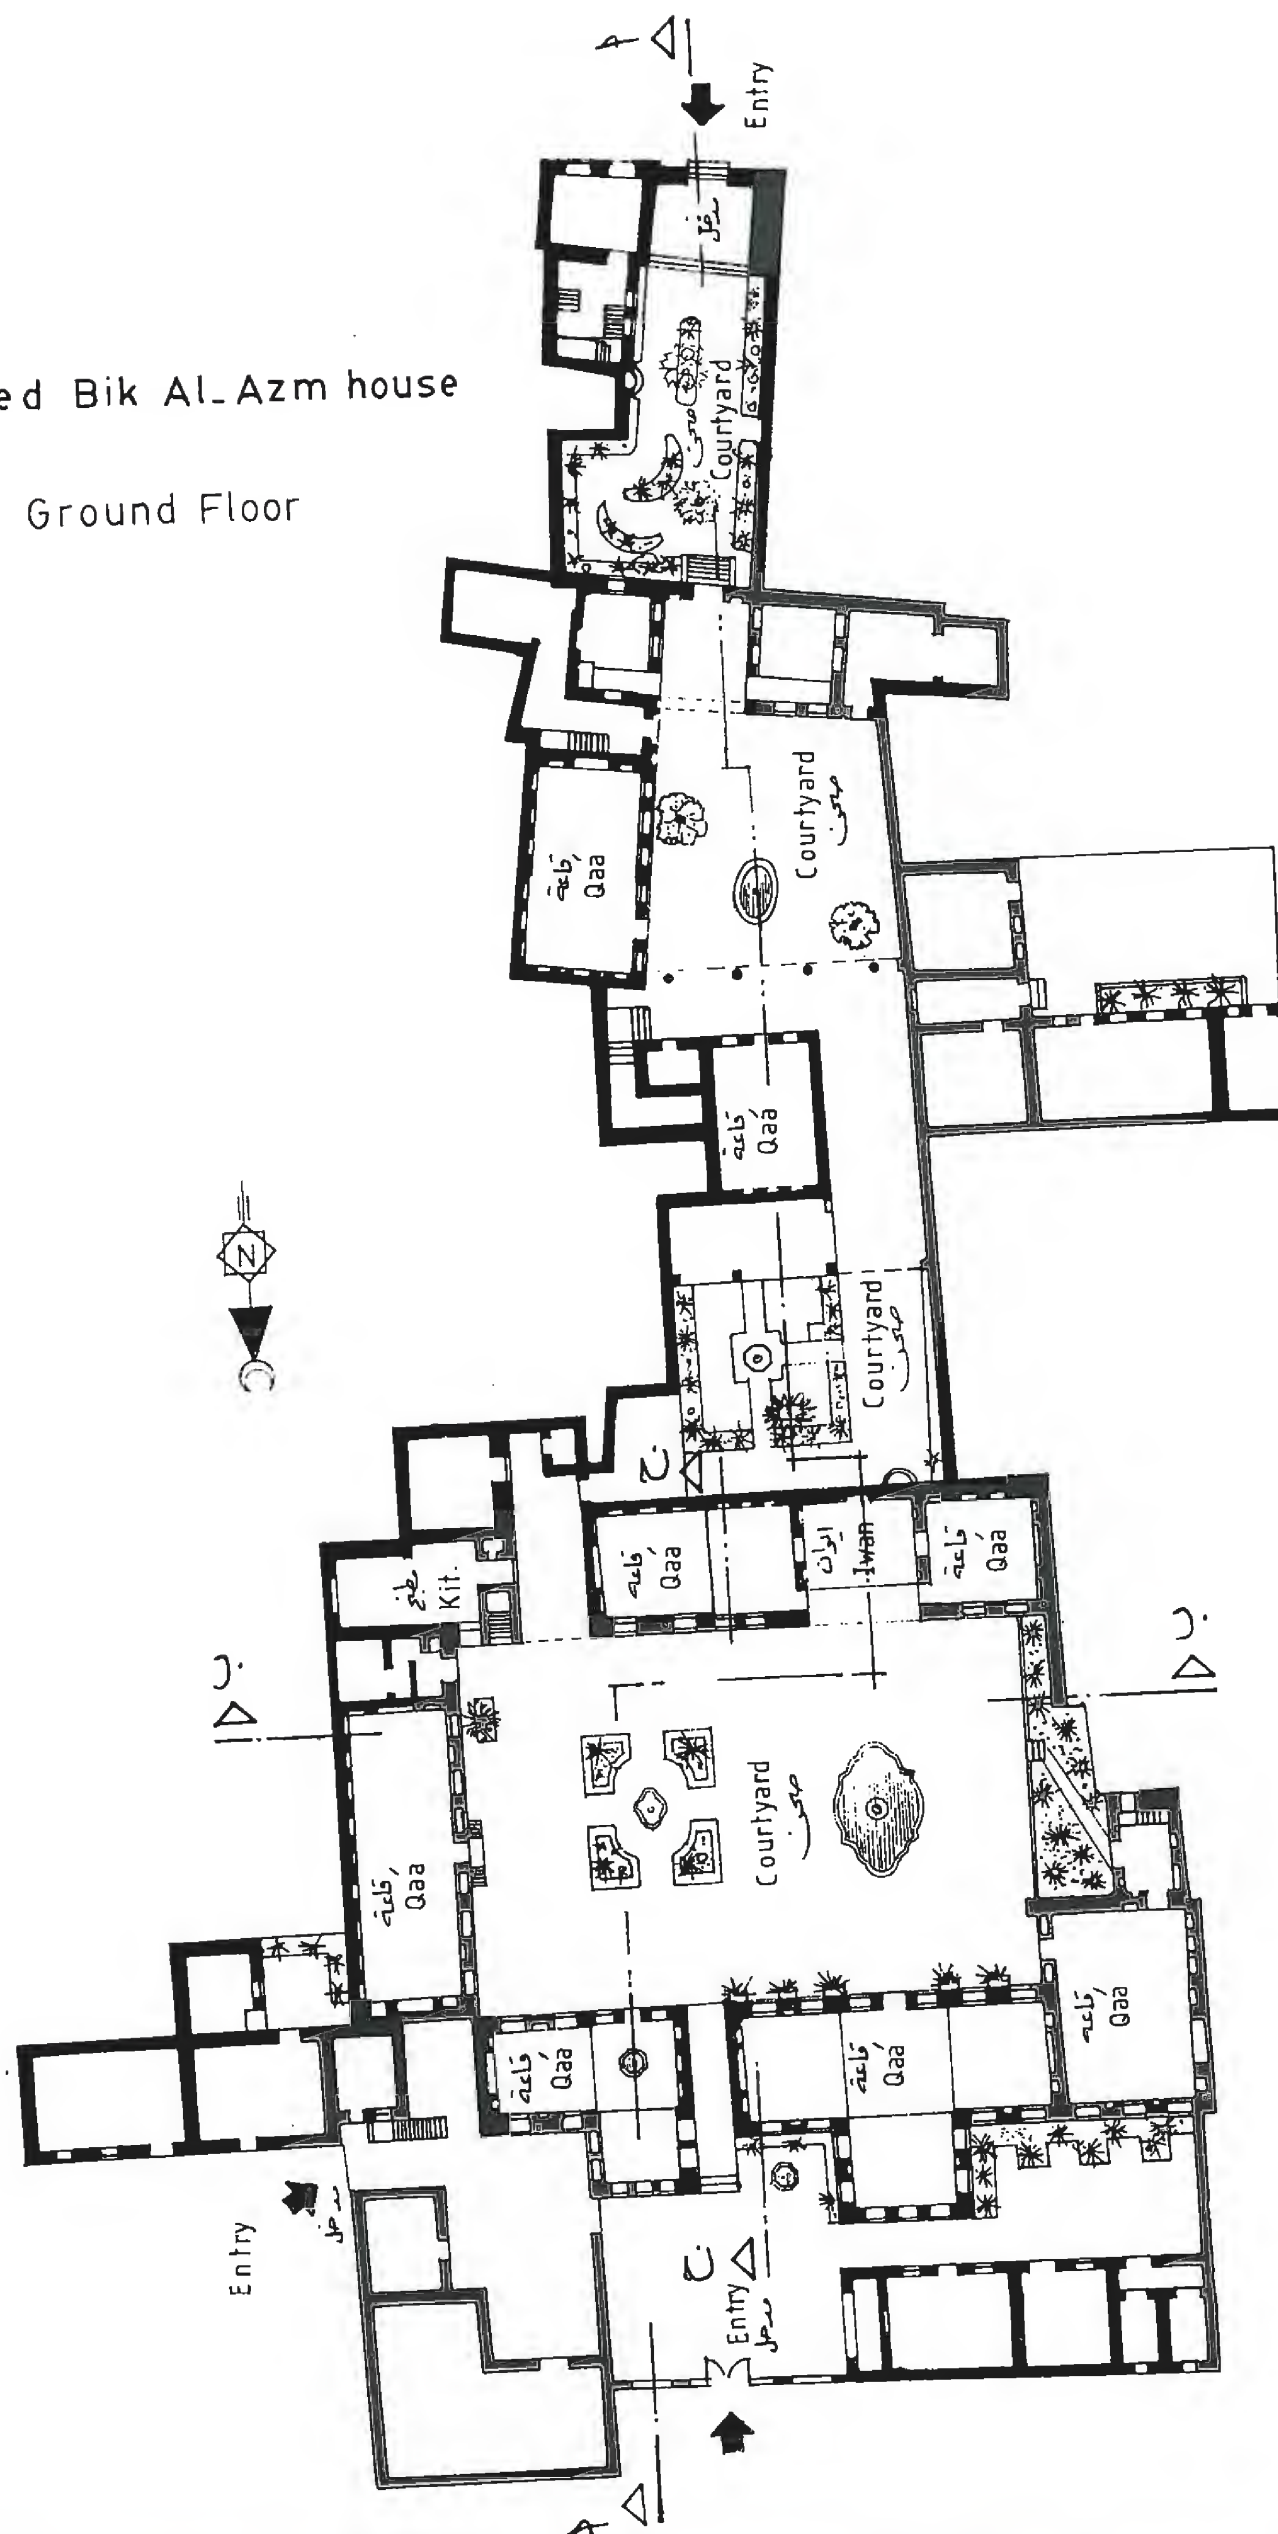 ed Bik Al-Azm house
Ground Floor
Entry
مدخل
Courtyard
صحن
Courtyard
صحن
قاعة
Qaa
قاعة
Qaa
N
Courtyard
صحن
قاعة
Qaa
ايوان
Iwan
قاعة
Qaa
مطبخ
Kit.
Courtyard
صحن
قاعة
Qaa
قاعة
Qaa
قاعة
Qaa
قاعة
Qaa
Entry
مدخل
Entry
مدخل